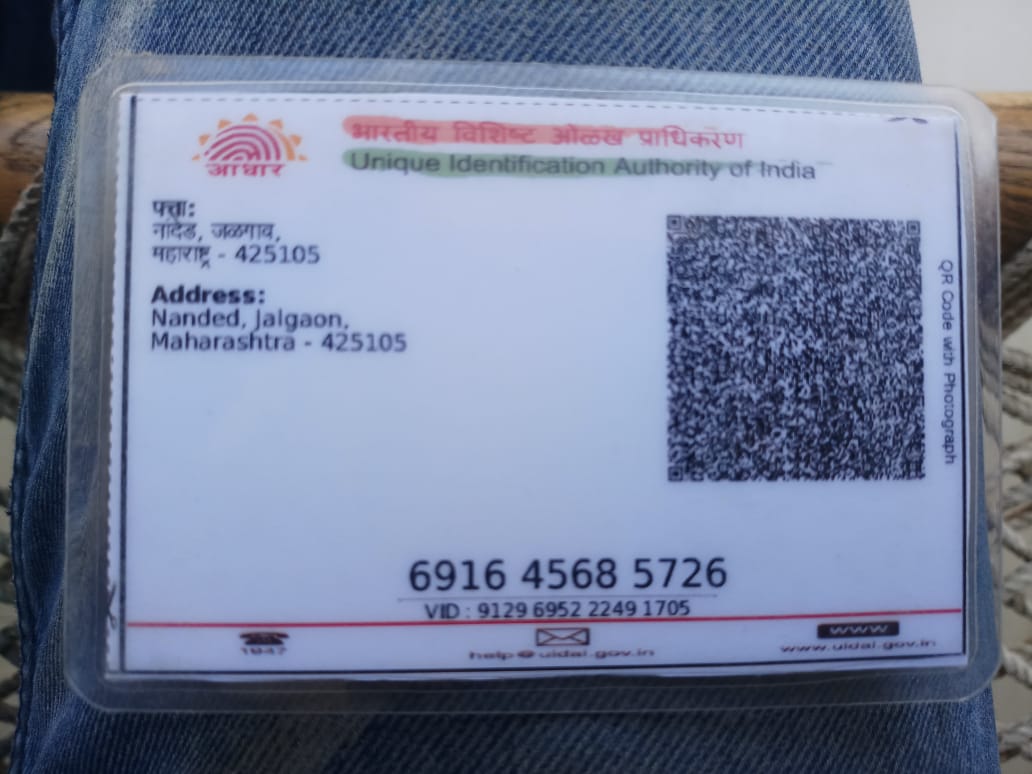 आधार
भारतीय विशिष्ट ओळख प्राधिकरण
Unique Identification Authority of India
पत्ता:
नांदेड, जळगाव,
महाराष्ट्र - 425105
Address:
Nanded, Jalgaon,
Maharashtra - 425105
QR Code with Photograph
6916 4568 5726
VID : 9129 6952 2249 1705
1947
help@uidai.gov.in
www
www.uidai.gov.in